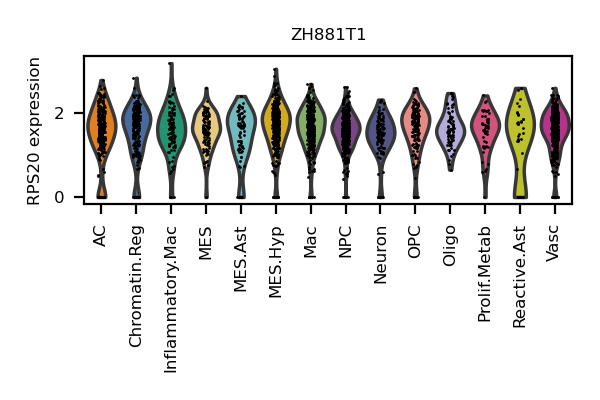 ZH881T1
RPS20 expression
2
0
AC
Chromatin.Reg
Inflammatory.Mac
MES
MES.Ast
MES.Hyp
Mac
NPC
Neuron
OPC
Oligo
Prolif.Metab
Reactive.Ast
Vasc